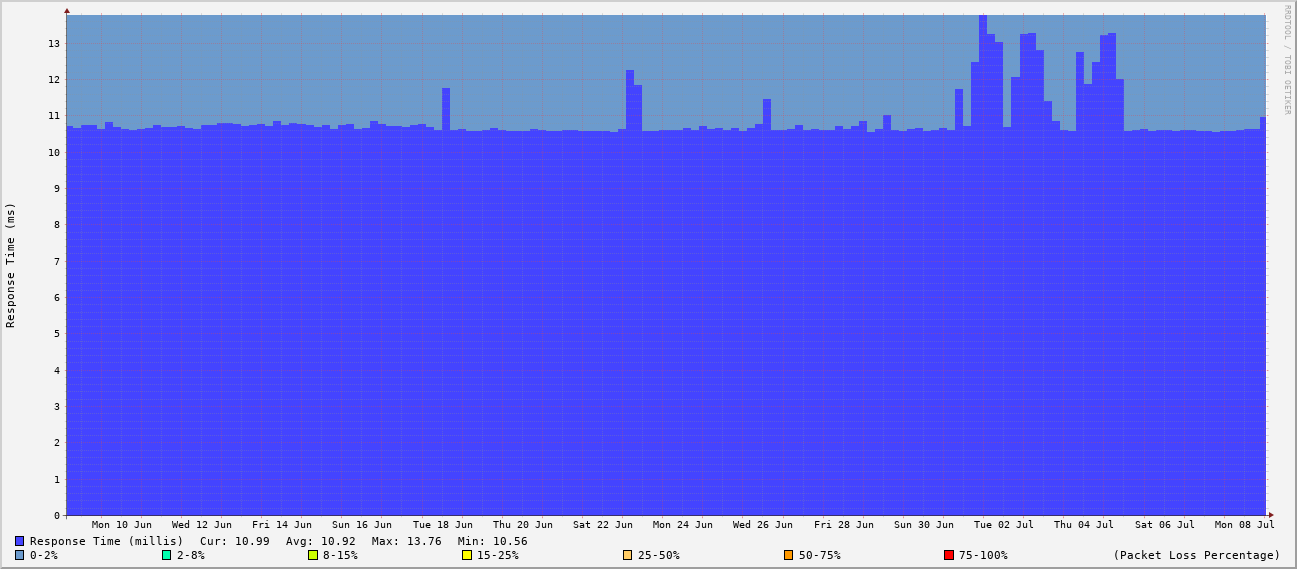 RRDTOOL / TOBI OETIKER
Response Time (ms)
13
12
11
10
9
8
7
6
5
4
3
2
1
0
Mon 10 Jun Wed 12 Jun Fri 14 Jun Sun 16 Jun Tue 18 Jun Thu 20 Jun Sat 22 Jun Mon 24 Jun Wed 26 Jun Fri 28 Jun Sun 30 Jun Tue 02 Jul Thu 04 Jul Sat 06 Jul Mon 08 Jul
Response Time (millis) Cur: 10.99 Avg: 10.92 Max: 13.76 Min: 10.56
0-2% 2-8% 8-15% 15-25% 25-50% 50-75% 75-100% (Packet Loss Percentage)